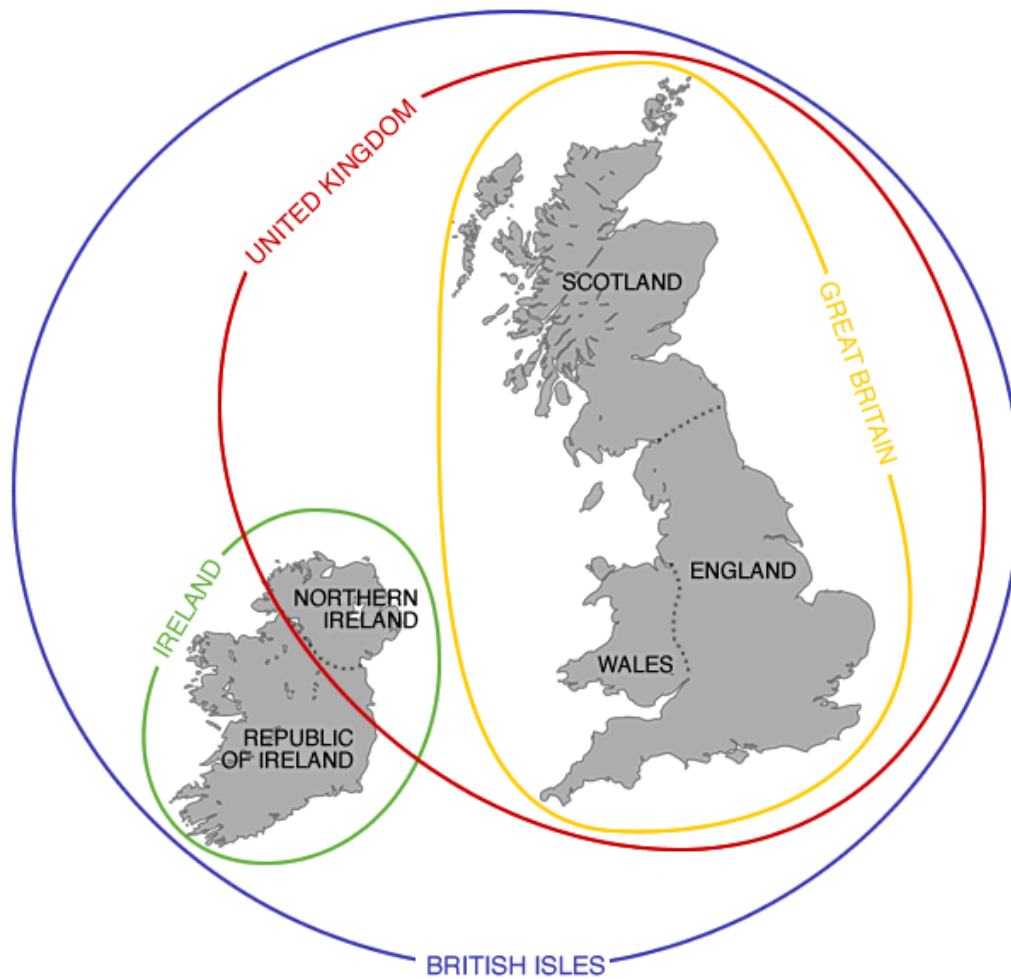 UNITED KINGDOM
SCOTLAND
GREAT BRITAIN
IRELAND
NORTHERN
IRELAND
ENGLAND
WALES
REPUBLIC
OF IRELAND
BRITISH ISLES